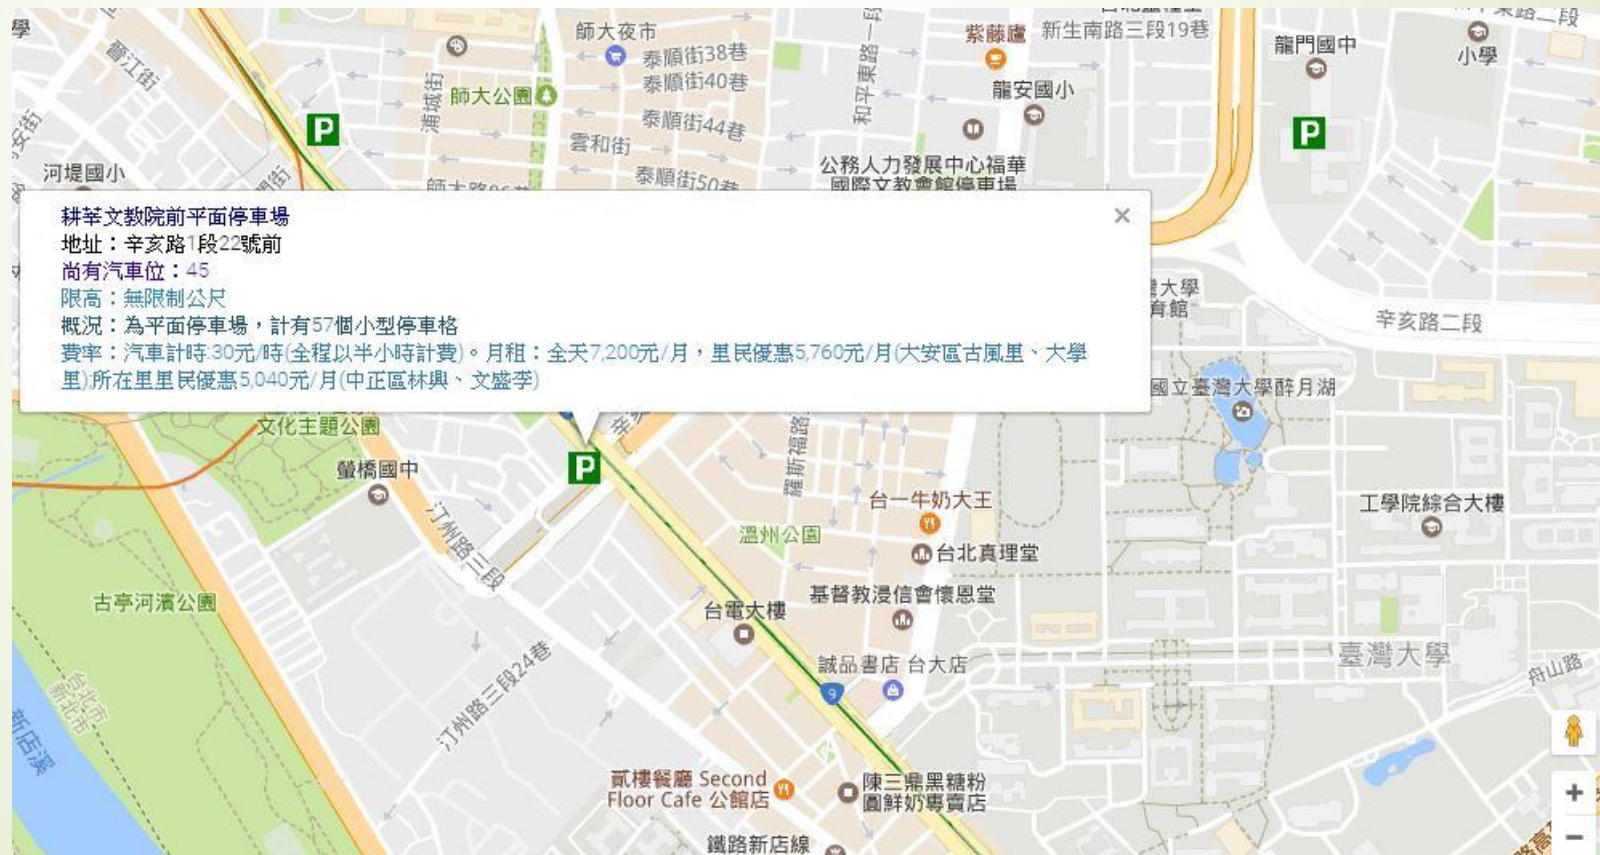 學
晉江街
師大夜市
泰順街38巷
泰順街40巷
浦城街
師大公園
泰順街44巷
雲和街
泰順街50巷
和平東路一段
紫藤廬
新生南路三段19巷
龍安國小
公務人力發展中心福華
國際文教會館停車場
龍門國中
小學
P
P
河堤國小
耕莘文教院前平面停車場
地址：辛亥路1段22號前
尚有汽車位：45
限高：無限制公尺
概況：為平面停車場，計有57個小型停車格
費率：汽車計時:30元/時(全程以半小時計費)。月租：全天7,200元/月，里民優惠5,760元/月(大安區古風里、大學
里);所在里里民優惠5,040元/月(中正區林興、文盛李)
辛亥路二段
國立臺灣大學醉月湖
文化主題公園
螢橋國中
P
汀州路三段
羅斯福路
台一牛奶大王
溫州公園
台北真理堂
工學院綜合大樓
古亭河濱公園
台電大樓
基督教浸信會懷恩堂
誠品書店 台大店
臺灣大學
舟山路
9
台北市
新北市
新店溪
汀州路三段24巷
貳樓餐廳 Second
Floor Cafe 公館店
陳三鼎黑糖粉
圓鮮奶專賣店
鐵路新店線